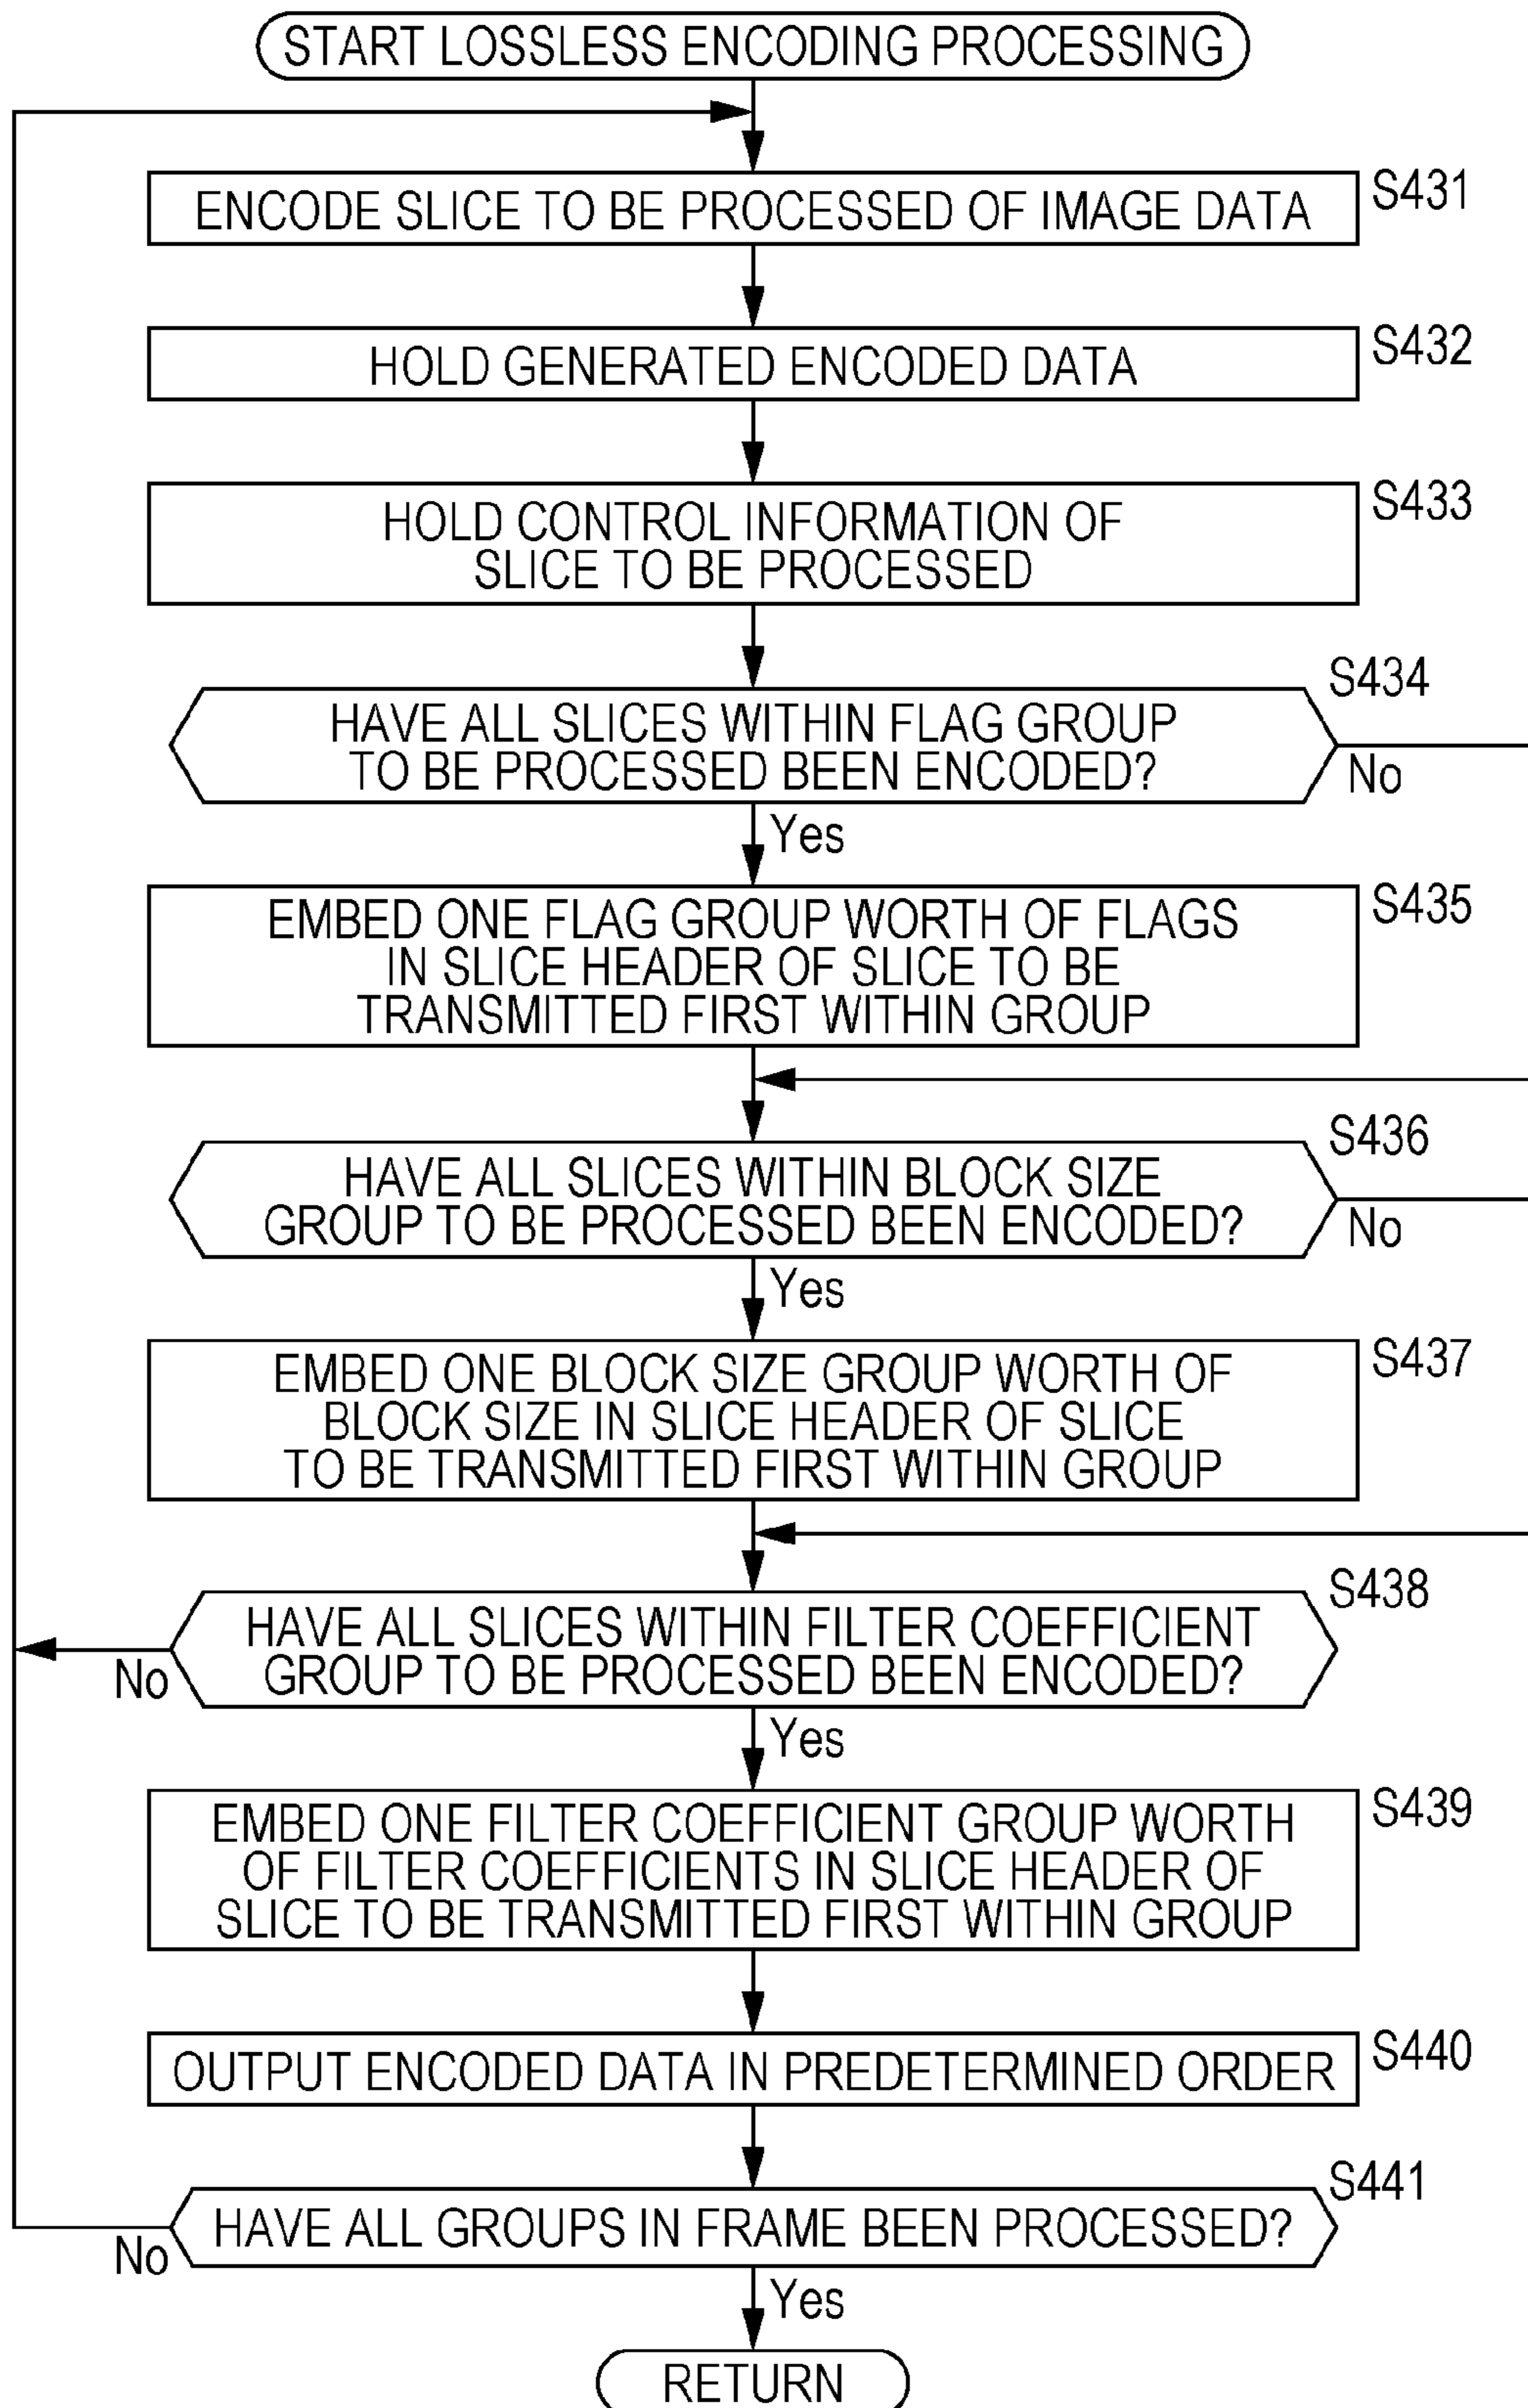 START LOSSLESS ENCODING PROCESSING
ENCODE SLICE TO BE PROCESSED OF IMAGE DATA
S431
HOLD GENERATED ENCODED DATA
S432
HOLD CONTROL INFORMATION OF
SLICE TO BE PROCESSED
S433
HAVE ALL SLICES WITHIN FLAG GROUP
TO BE PROCESSED BEEN ENCODED?
S434
No
Yes
EMBED ONE FLAG GROUP WORTH OF FLAGS
IN SLICE HEADER OF SLICE TO BE
TRANSMITTED FIRST WITHIN GROUP
S435
HAVE ALL SLICES WITHIN BLOCK SIZE
GROUP TO BE PROCESSED BEEN ENCODED?
S436
No
Yes
EMBED ONE BLOCK SIZE GROUP WORTH OF
BLOCK SIZE IN SLICE HEADER OF SLICE
TO BE TRANSMITTED FIRST WITHIN GROUP
S437
HAVE ALL SLICES WITHIN FILTER COEFFICIENT
GROUP TO BE PROCESSED BEEN ENCODED?
S438
No
Yes
EMBED ONE FILTER COEFFICIENT GROUP WORTH
OF FILTER COEFFICIENTS IN SLICE HEADER OF
SLICE TO BE TRANSMITTED FIRST WITHIN GROUP
S439
OUTPUT ENCODED DATA IN PREDETERMINED ORDER
S440
HAVE ALL GROUPS IN FRAME BEEN PROCESSED?
S441
No
Yes
RETURN